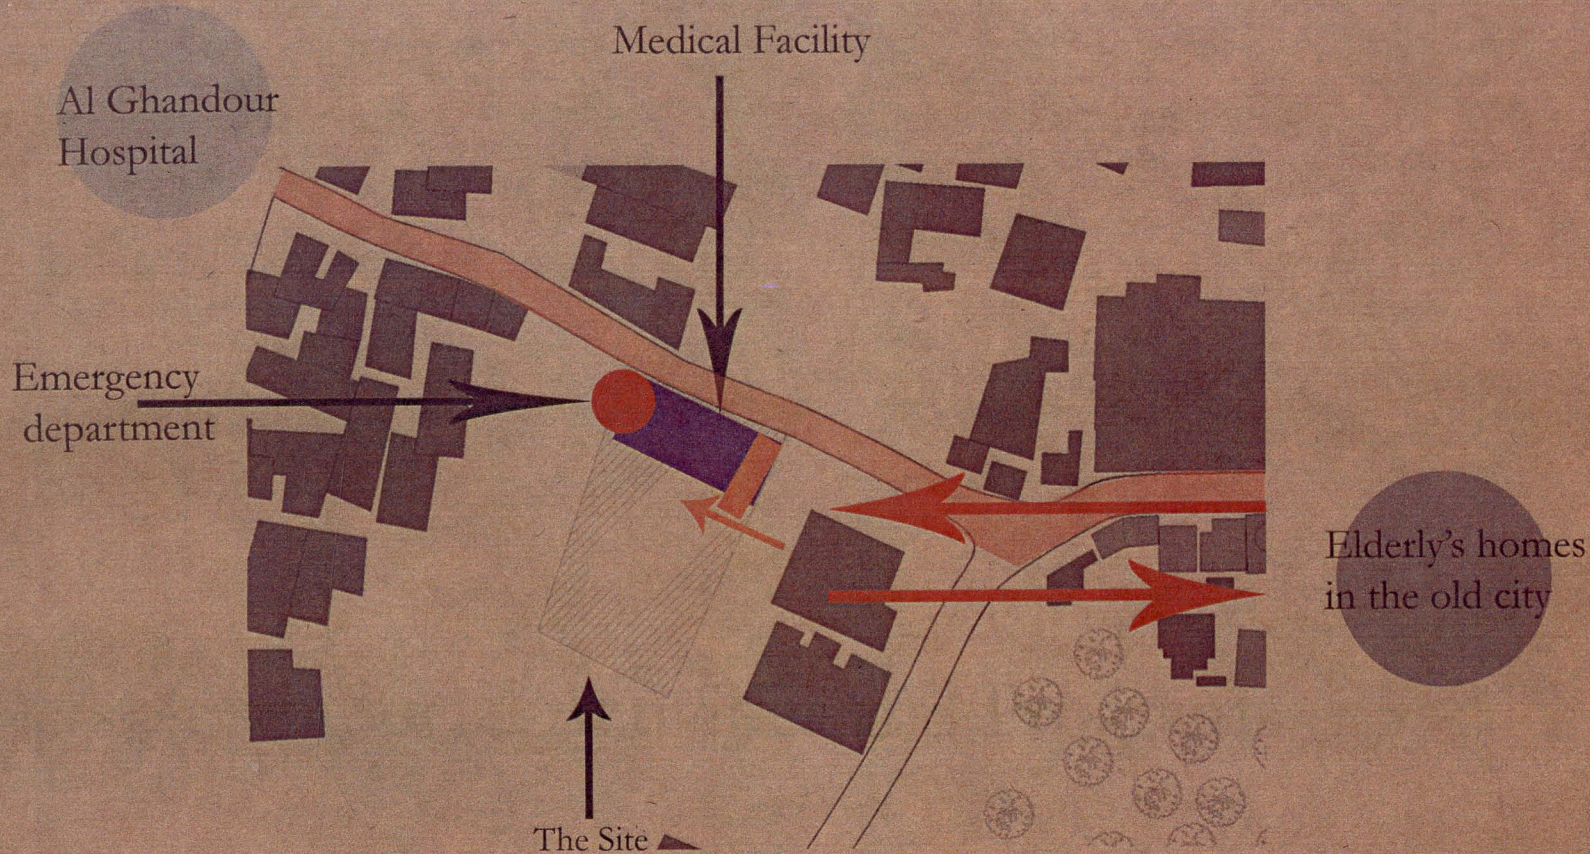 Medical Facility
Al Ghandour
Hospital
Emergency
department
Elderly's homes
in the old city
The Site